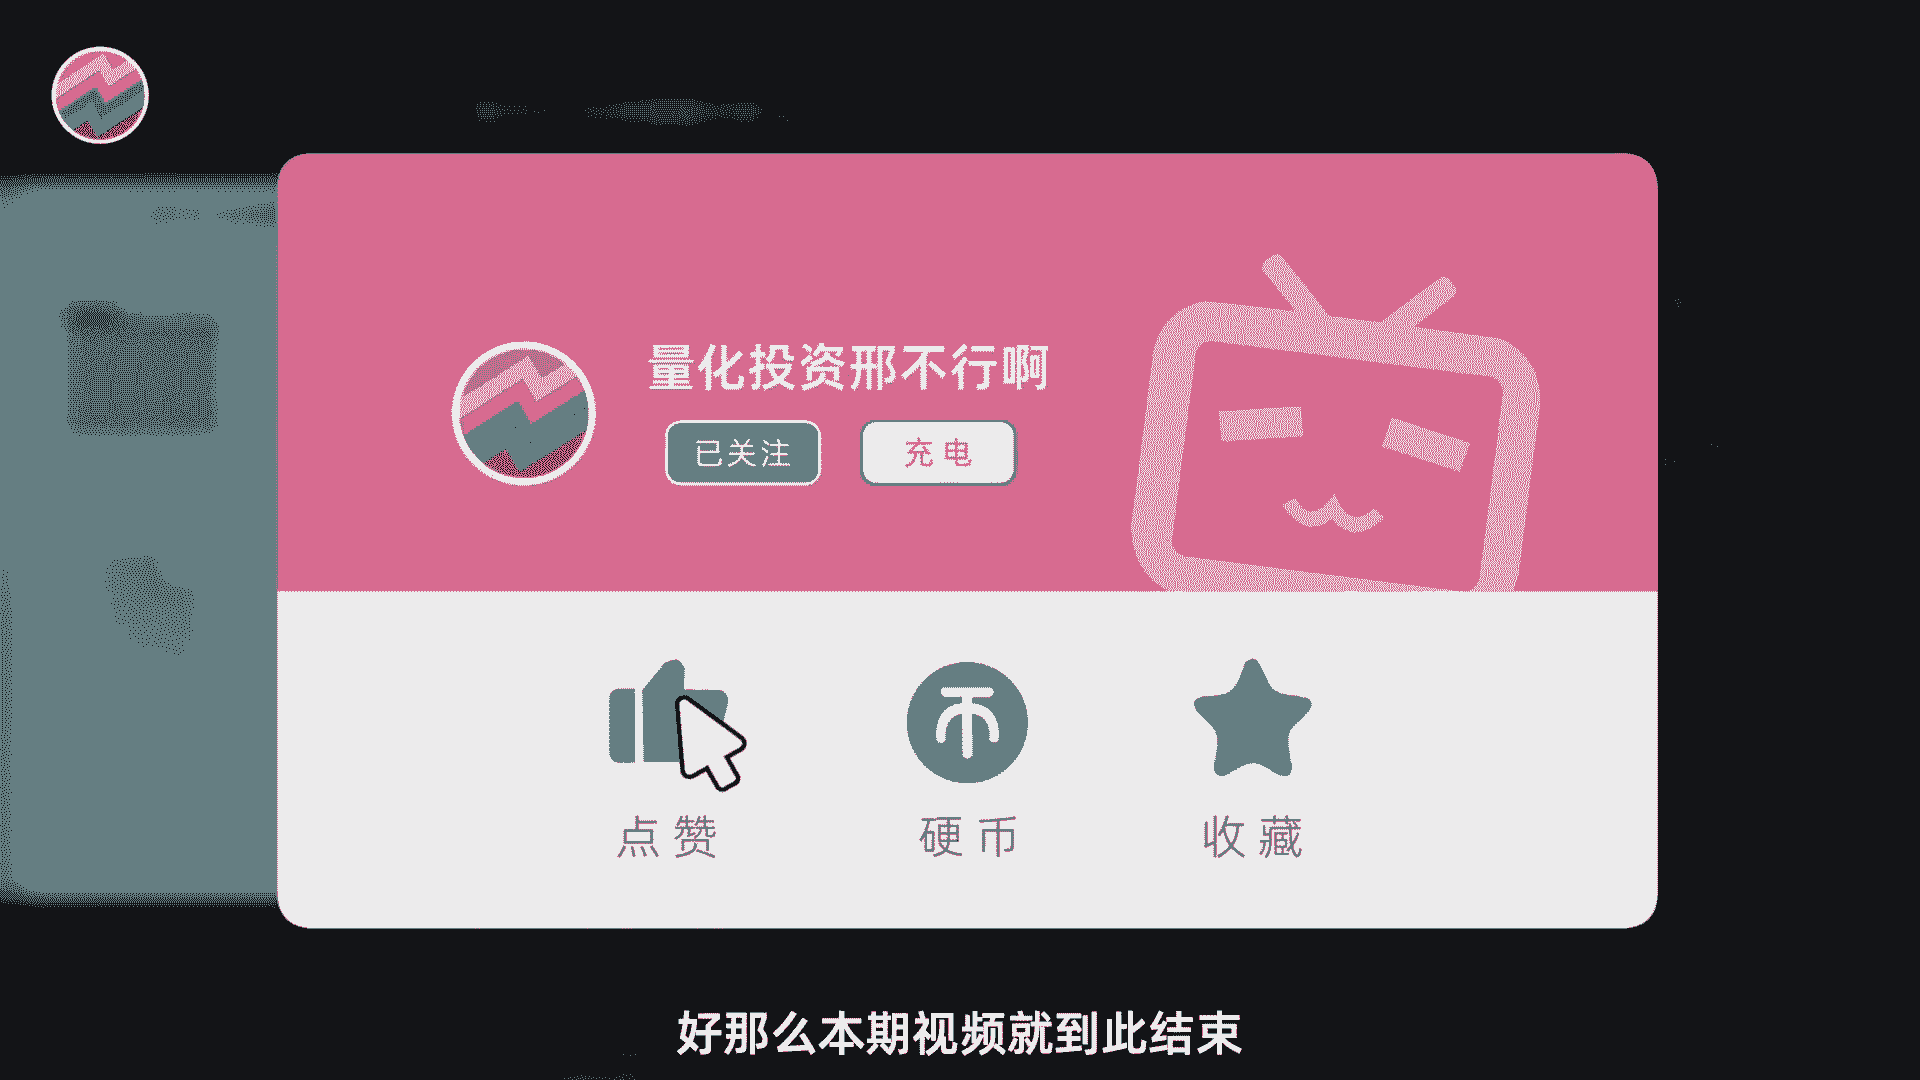 量化投资邢不行啊
已关注
充电
点赞
硬币
收藏
好那么本期视频就到此结束